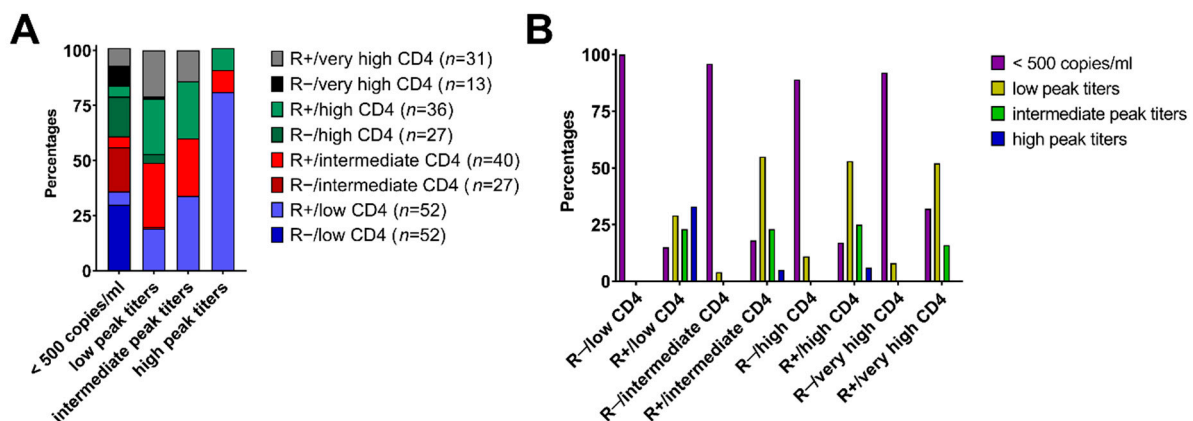 A
Percentages
100
75
50
25
0
< 500 copies/ml
low peak titers
intermediate peak titers
high peak titers
R+/very high CD4 (n=31)
R−/very high CD4 (n=13)
R+/high CD4 (n=36)
R−/high CD4 (n=27)
R+/intermediate CD4 (n=40)
R−/intermediate CD4 (n=27)
R+/low CD4 (n=52)
R−/low CD4 (n=52)
B
Percentages
100
75
50
25
0
R−/low CD4
R+/low CD4
R−/intermediate CD4
R+/intermediate CD4
R−/high CD4
R+/high CD4
R−/very high CD4
R+/very high CD4
< 500 copies/ml
low peak titers
intermediate peak titers
high peak titers